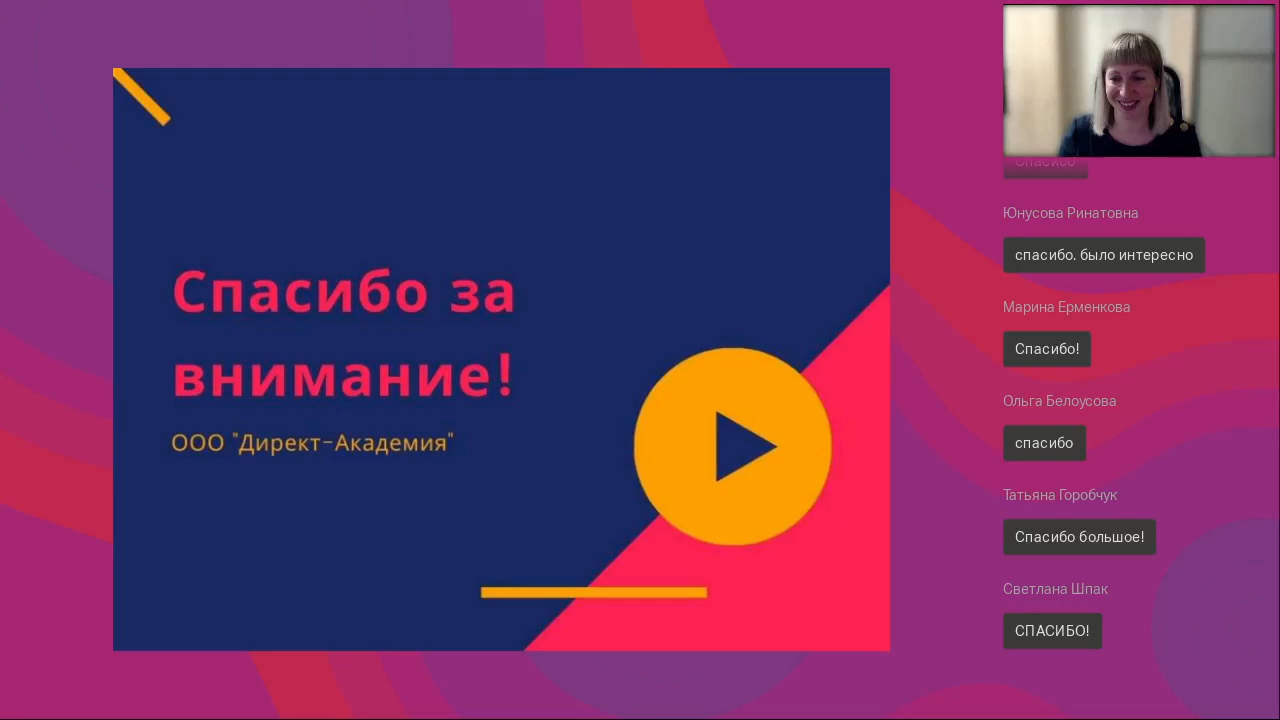 Спасибо за
внимание!
ООО "Директ-Академия"
Спасибо
Юнусова Ринатовна
спасибо. было интересно
Марина Ерменкова
Спасибо!
Ольга Белоусова
спасибо
Татьяна Горобчук
Спасибо большое!
Светлана Шпак
СПАСИБО!